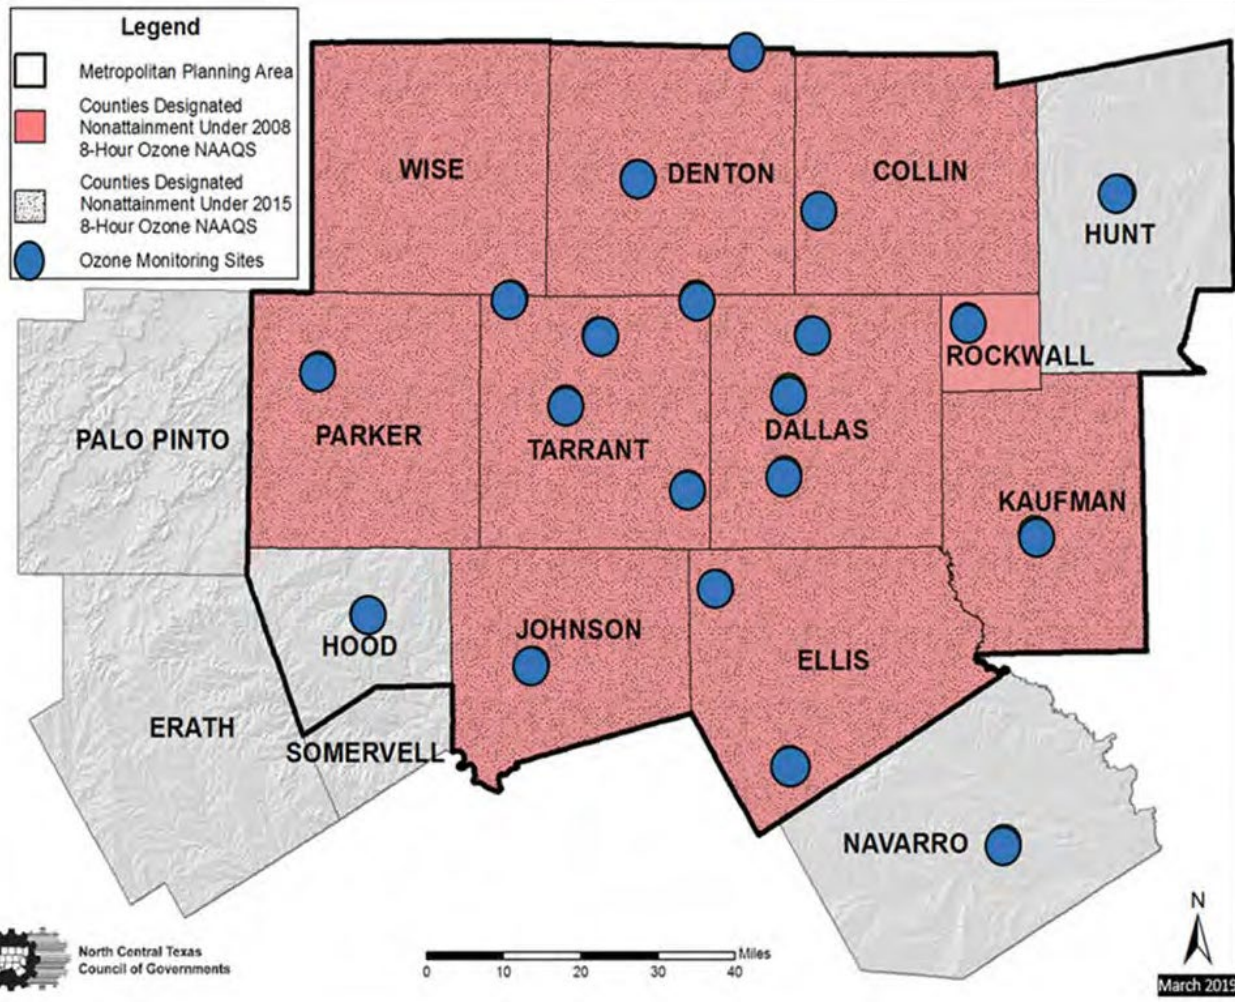 Legend
Metropolitan Planning Area
Counties Designated
Nonattainment Under 2008
8-Hour Ozone NAAQS
Counties Designated
Nonattainment Under 2015
8-Hour Ozone NAAQS
Ozone Monitoring Sites
WISE
DENTON
COLLIN
HUNT
ROCKWALL
PALO PINTO
PARKER
TARRANT
DALLAS
KAUFMAN
HOOD
JOHNSON
ELLIS
ERATH
SOMERVELL
NAVARRO
North Central Texas
Council of Governments
Miles
0 10 20 30 40
N
March 2019